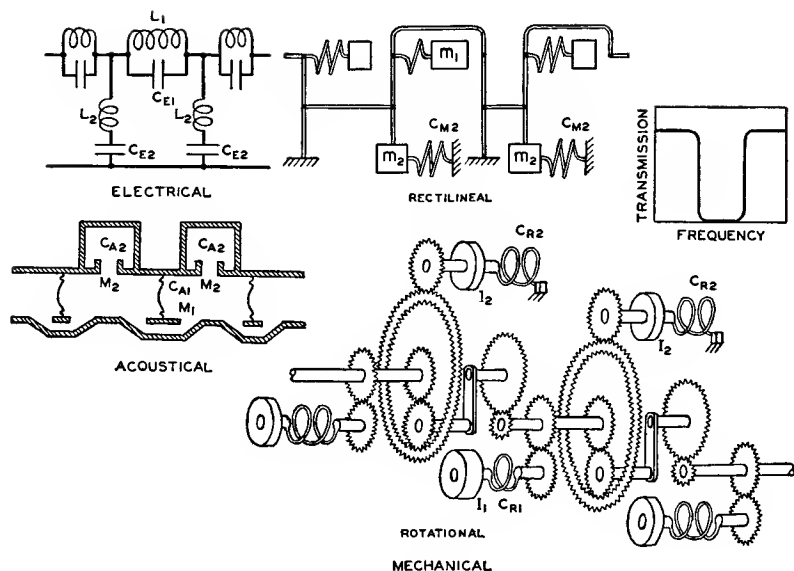 L1
CE1
L2
L2
CE2
CE2
ELECTRICAL
m1
CM2
CM2
m2
m2
RECTILINEAL
TRANSMISSION
FREQUENCY
CA2
CA2
M2
CA1
M2
M1
ACOUSTICAL
CR2
I2
CR2
I2
I1
CR1
ROTATIONAL
MECHANICAL